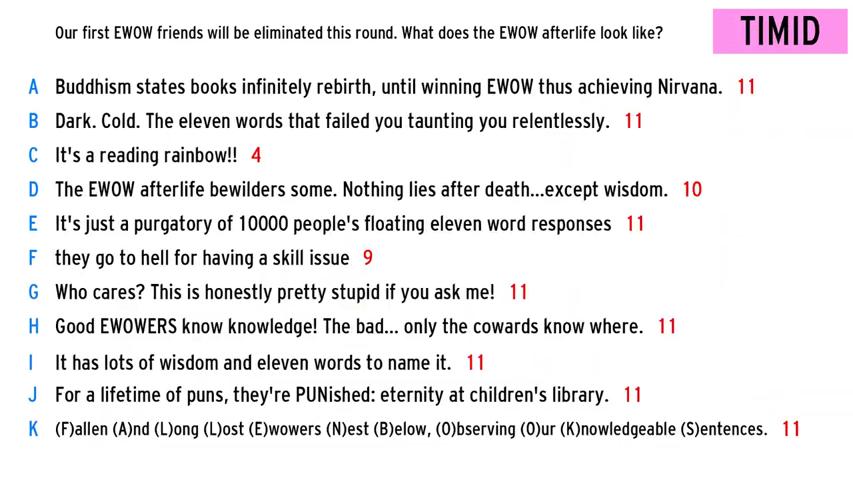 Our first EWOW friends will be eliminated this round. What does the EWOW afterlife look like? TIMID
A Buddhism states books infinitely rebirth, until winning EWOW thus achieving Nirvana. 11
B Dark. Cold. The eleven words that failed you taunting you relentlessly. 11
C It's a reading rainbow!! 4
D The EWOW afterlife bewilders some. Nothing lies after death...except wisdom. 10
E It's just a purgatory of 10000 people's floating eleven word responses 11
F they go to hell for having a skill issue 9
G Who cares? This is honestly pretty stupid if you ask me! 11
H Good EWOWERS know knowledge! The bad... only the cowards know where. 11
I It has lots of wisdom and eleven words to name it. 11
J For a lifetime of puns, they're PUNished: eternity at children's library. 11
K (F)allen (A)nd (L)ong (L)ost (E)wowers (N)est (B)elow, (O)bserving (O)ur (K)nowledgeable (S)entences. 11